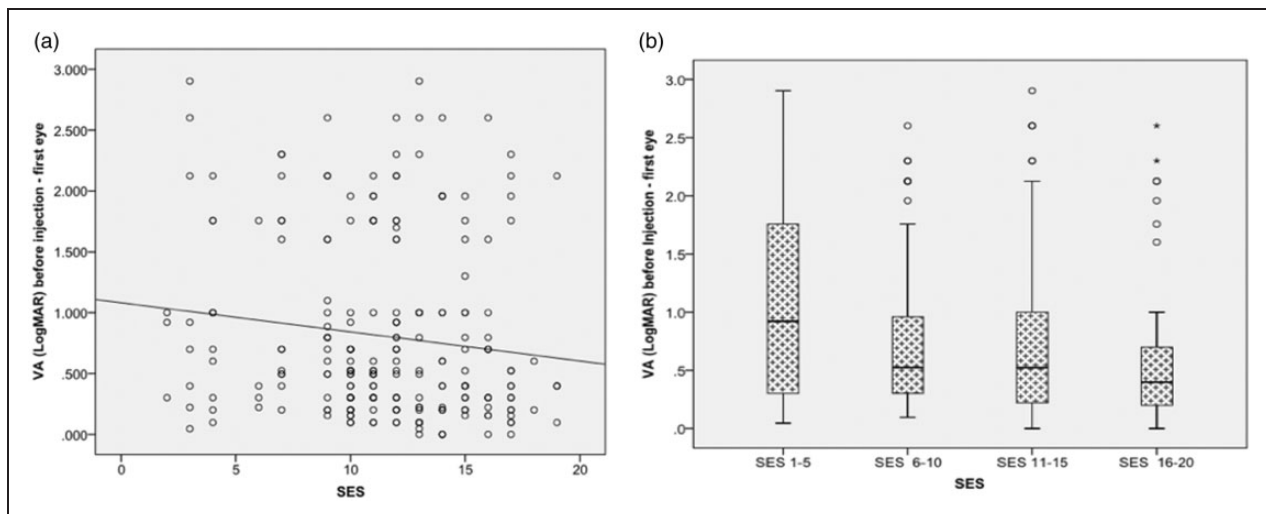 (a)
3.000
2.500
2.000
1.500
1.000
.500
.000
0 5 10 15 20
SES
VA (LogMAR) before injection - first eye
(b)
3.0
2.5
2.0
1.5
1.0
.5
.0
SES 1-5 SES 6-10 SES 11-15 SES 16-20
SES
VA (LogMAR) before Injection - first eye